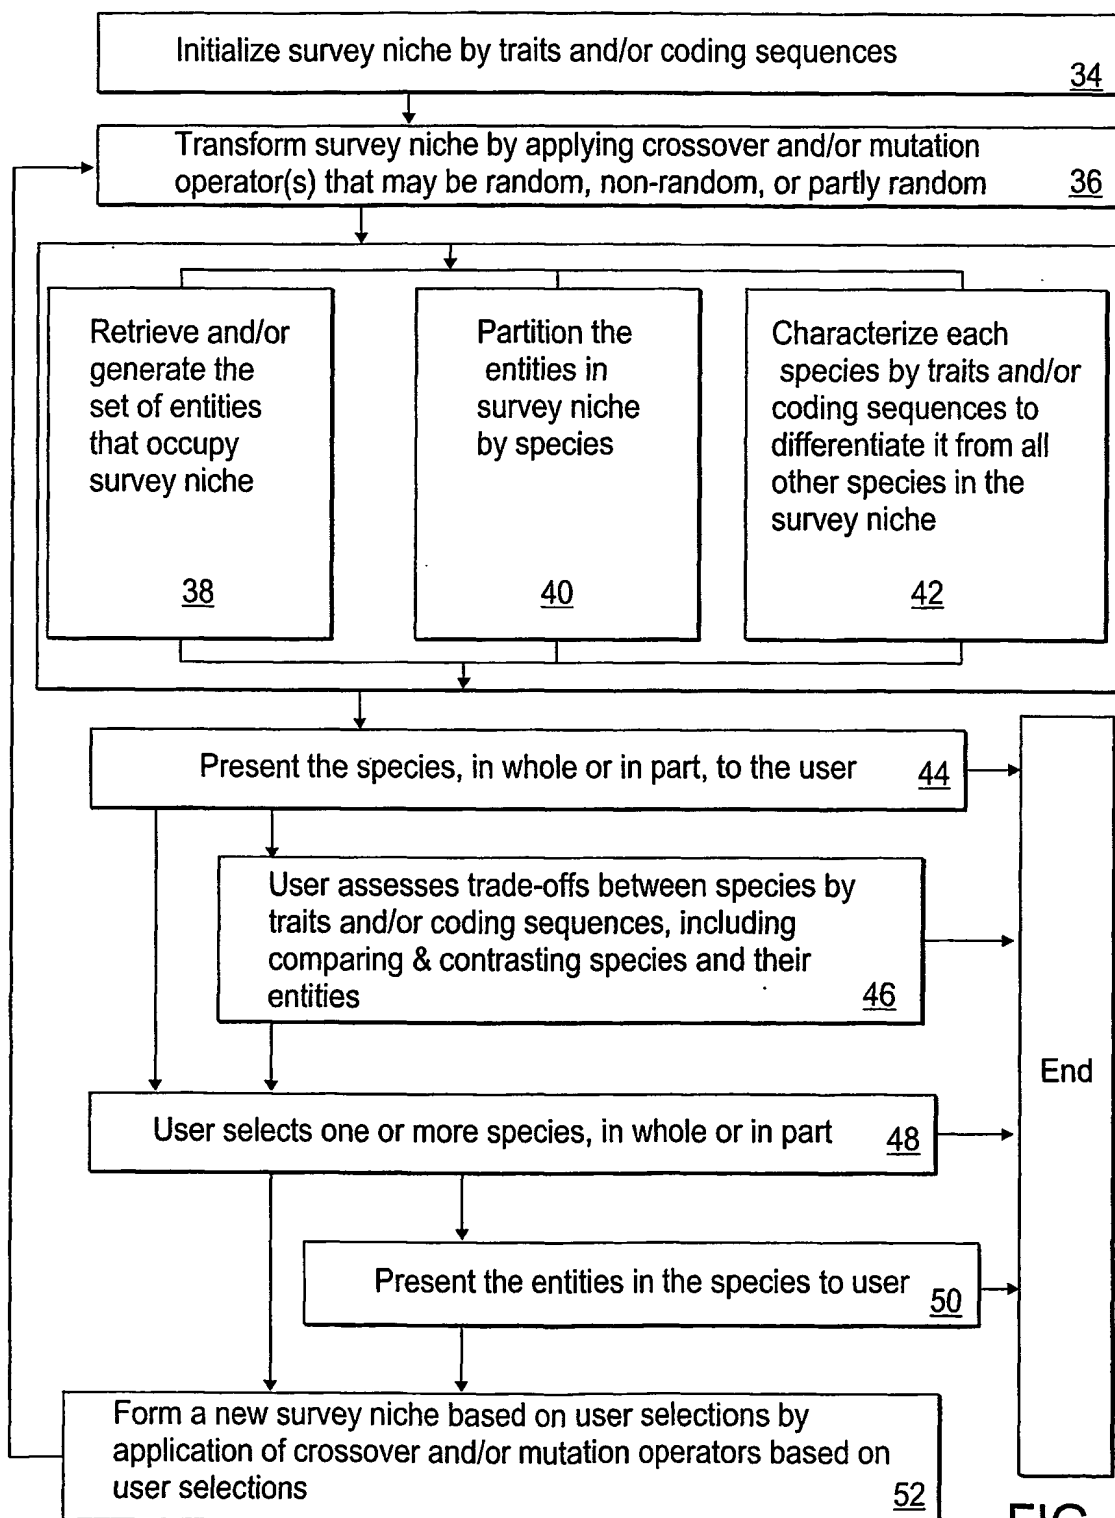 Initialize survey niche by traits and/or coding sequences
34
Transform survey niche by applying crossover and/or mutation
operator(s) that may be random, non-random, or partly random
36
Retrieve and/or
generate the
set of entities
that occupy
survey niche
38
Partition the
entities in
survey niche
by species
40
Characterize each
species by traits and/or
coding sequences to
differentiate it from all
other species in the
survey niche
42
Present the species, in whole or in part, to the user
44
User assesses trade-offs between species by
traits and/or coding sequences, including
comparing & contrasting species and their
entities
46
End
User selects one or more species, in whole or in part
48
Present the entities in the species to user
50
Form a new survey niche based on user selections by
application of crossover and/or mutation operators based on
user selections
52
FIG